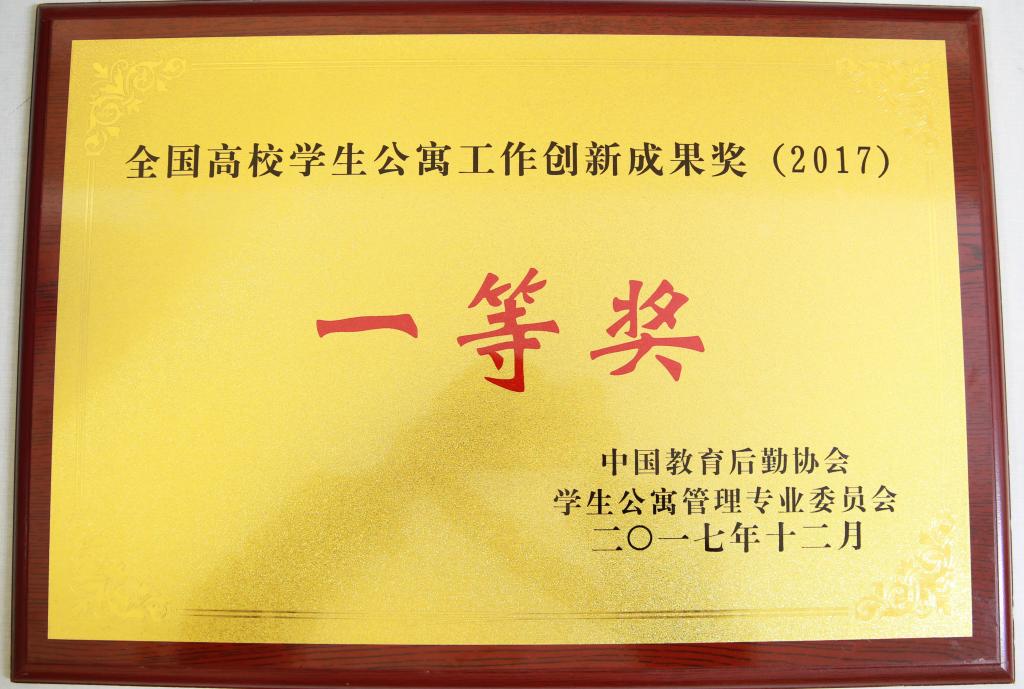 全国高校学生公寓工作创新成果奖（2017）
一等奖
中国教育后勤协会
学生公寓管理专业委员会
二〇一七年十二月